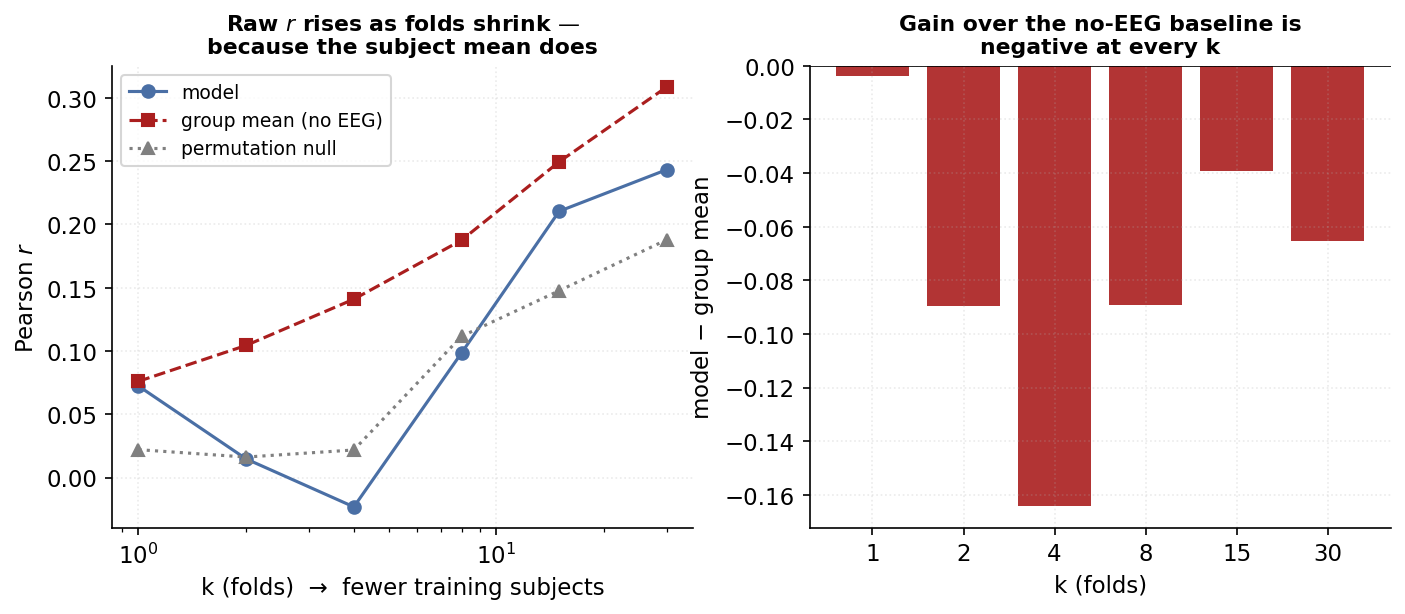 Raw r rises as folds shrink —
because the subject mean does
Pearson r
0.30
0.25
0.20
0.15
0.10
0.05
0.00
model
group mean (no EEG)
permutation null
10⁰
10¹
k (folds) → fewer training subjects
Gain over the no-EEG baseline is
negative at every k
model − group mean
0.00
−0.02
−0.04
−0.06
−0.08
−0.10
−0.12
−0.14
−0.16
1
2
4
8
15
30
k (folds)